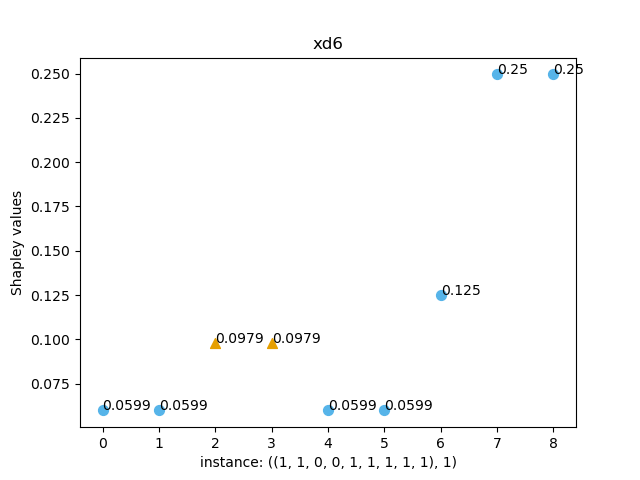 xd6
Shapley values
0.250
0.225
0.200
0.175
0.150
0.125
0.100
0.075
0.25 0.25
0.125
0.0979 0.0979
0.0599 0.0599 0.0599 0.0599
0 1 2 3 4 5 6 7 8
instance: ((1, 1, 0, 0, 1, 1, 1, 1, 1), 1)